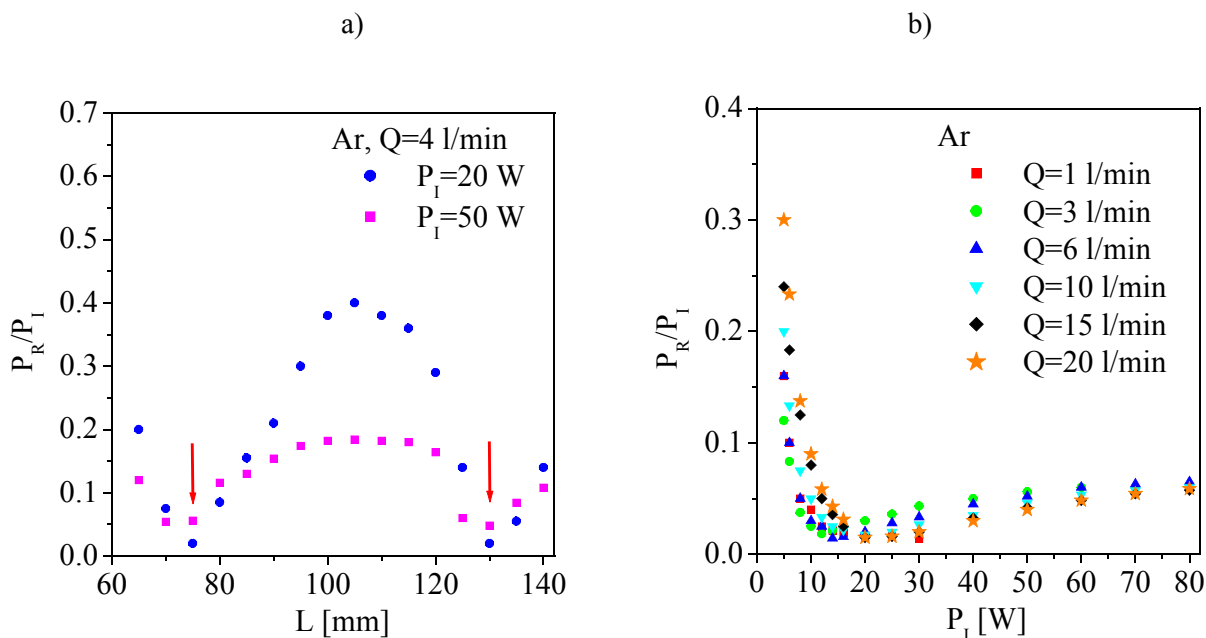 a)
b)
0.7
0.6
0.5
0.4
0.3
0.2
0.1
0.0
P_R/P_I
Ar, Q=4 l/min
P_I=20 W
P_I=50 W
60 80 100 120 140
L [mm]
0.4
0.3
0.2
0.1
0.0
P_R/P_I
Ar
Q=1 l/min
Q=3 l/min
Q=6 l/min
Q=10 l/min
Q=15 l/min
Q=20 l/min
0 10 20 30 40 50 60 70 80
P_I [W]